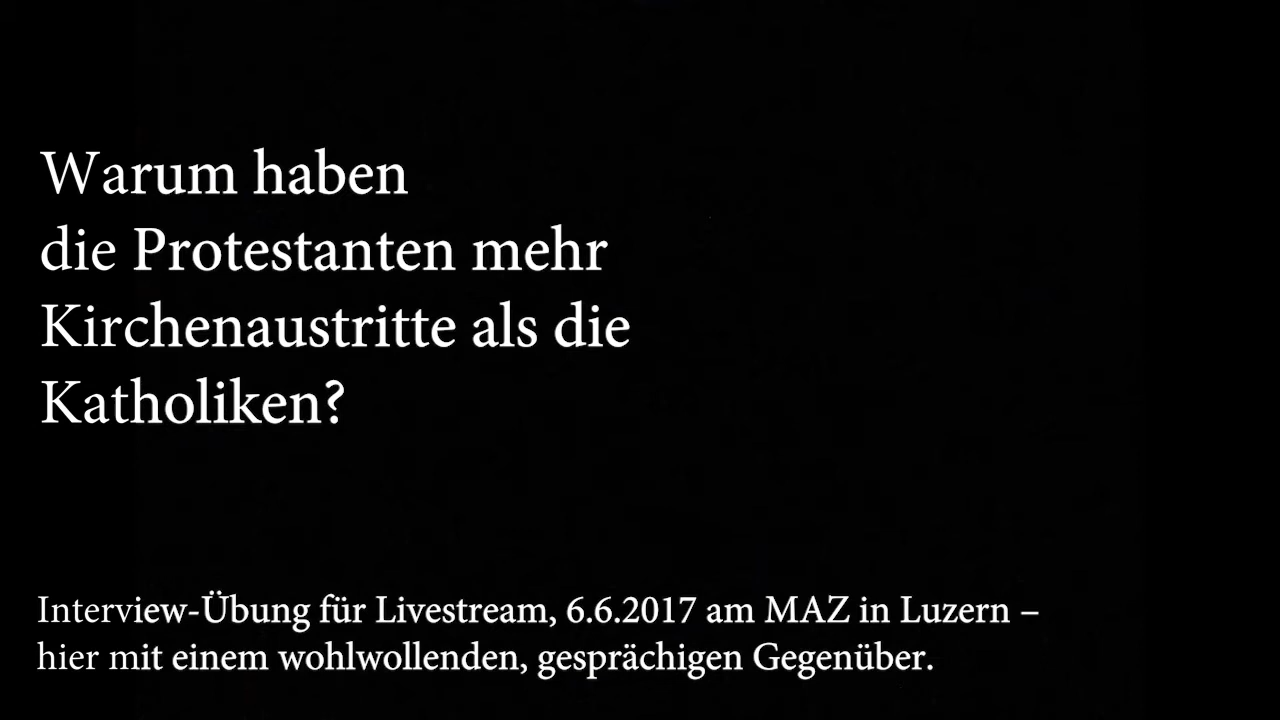 Warum haben
die Protestanten mehr
Kirchenaustritte als die
Katholiken?
Interview-Übung für Livestream, 6.6.2017 am MAZ in Luzern –
hier mit einem wohlwollenden, gesprächigen Gegenüber.